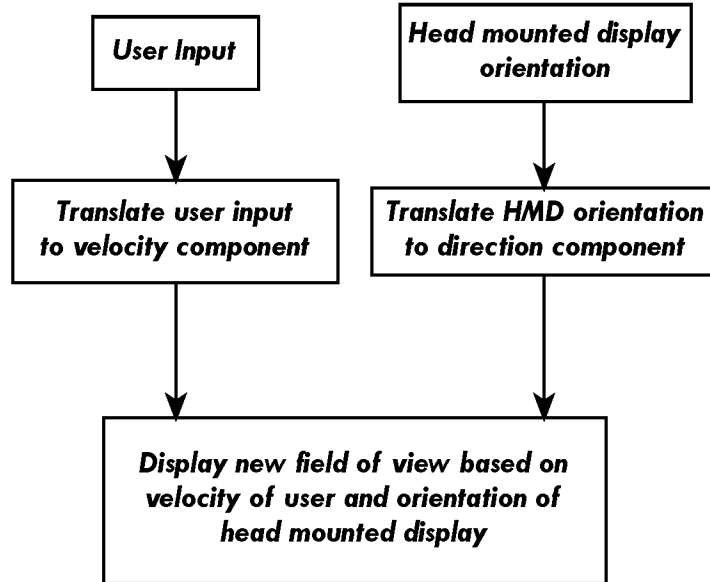 User Input
Head mounted display
orientation
Translate user input
to velocity component
Translate HMD orientation
to direction component
Display new field of view based on
velocity of user and orientation of
head mounted display